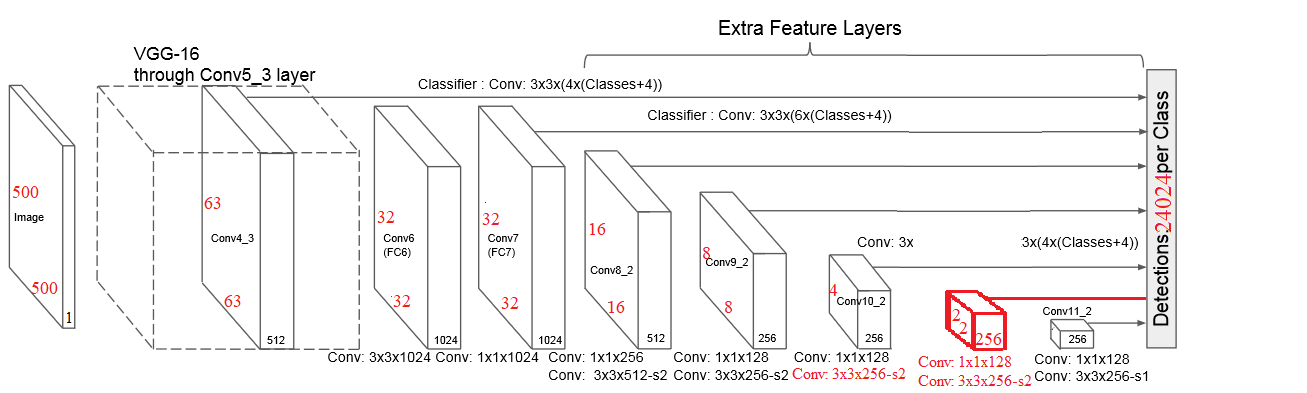 Extra Feature Layers
VGG-16
through Conv5_3 layer
Classifier : Conv: 3x3x(4x(Classes+4))
Classifier : Conv: 3x3x(6x(Classes+4))
500
Image
500
1
63
Conv4_3
63
512
32
Conv6
(FC6)
32
1024
32
Conv7
(FC7)
32
1024
16
Conv8_2
16
512
8
Conv9_2
8
256
Conv: 3x
3x(4x(Classes+4))
4
Conv10_2
256
2
2
256
Conv11_2
256
Detections:24024per Class
Conv: 3x3x1024
Conv: 1x1x1024
Conv: 1x1x256
Conv: 3x3x512-s2
Conv: 1x1x128
Conv: 3x3x256-s2
Conv: 1x1x128
Conv: 3x3x256-s2
Conv: 1x1x128
Conv: 3x3x256-s2
Conv: 1x1x128
Conv: 3x3x256-s1